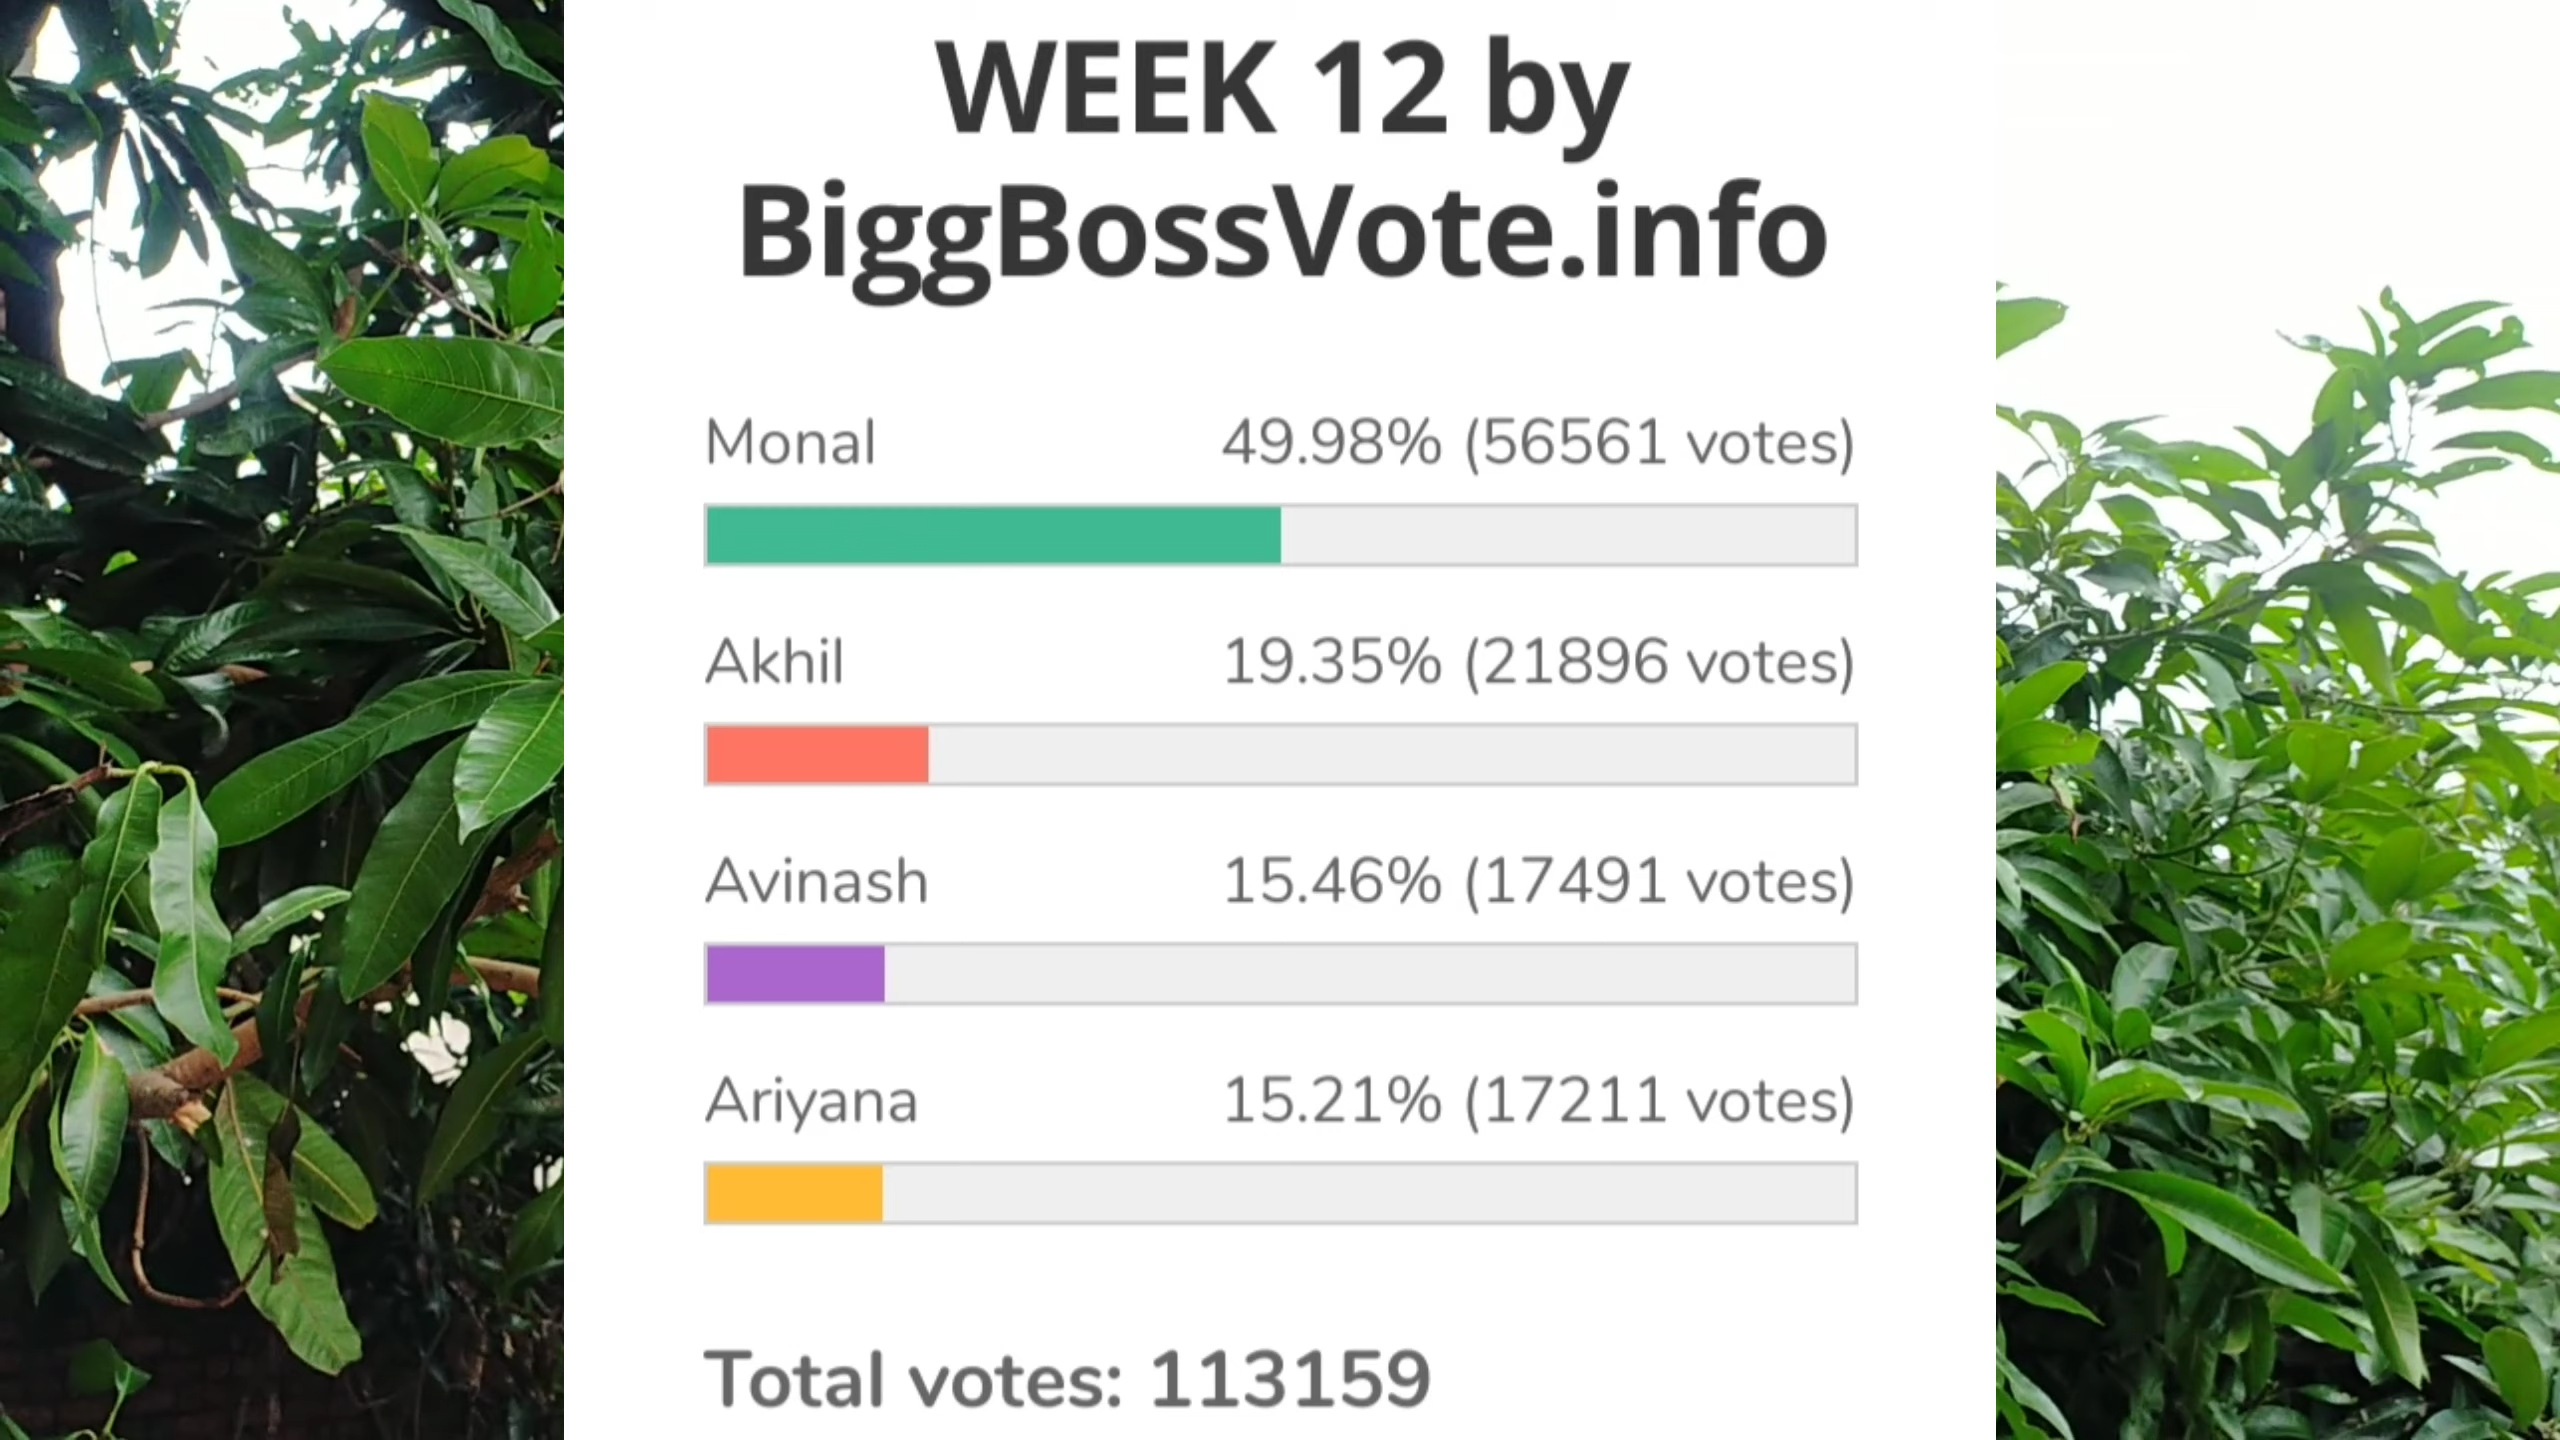 WEEK 12 by
BiggBossVote.info
Monal 49.98% (56561 votes)
Akhil 19.35% (21896 votes)
Avinash 15.46% (17491 votes)
Ariyana 15.21% (17211 votes)
Total votes: 113159